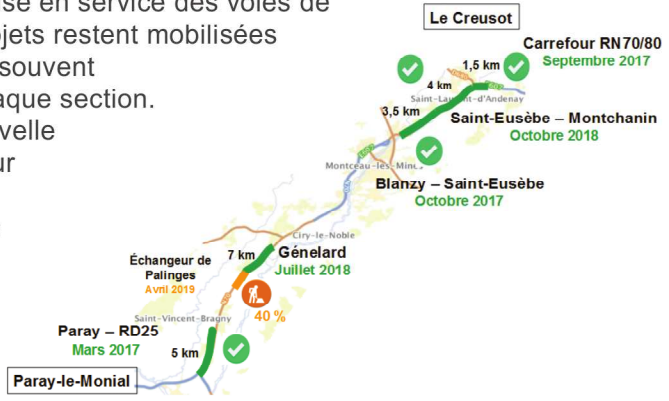 ise en service des voies de
ojets restent mobilisées
souvent
aque section.
velle
ur
Le Creusot
Carrefour RN70/80
Septembre 2017
1,5 km
4 km
Saint-Laurent-d'Andenay
3,5 km
Saint-Eusèbe – Montchanin
Octobre 2018
Montceau-les-Mines
Blanzy – Saint-Eusèbe
Octobre 2017
Ciry-le-Noble
Échangeur de
Palinges
Avril 2019
7 km
Génelard
Juillet 2018
40 %
Saint-Vincent-Bragny
Paray – RD25
Mars 2017
5 km
Paray-le-Monial